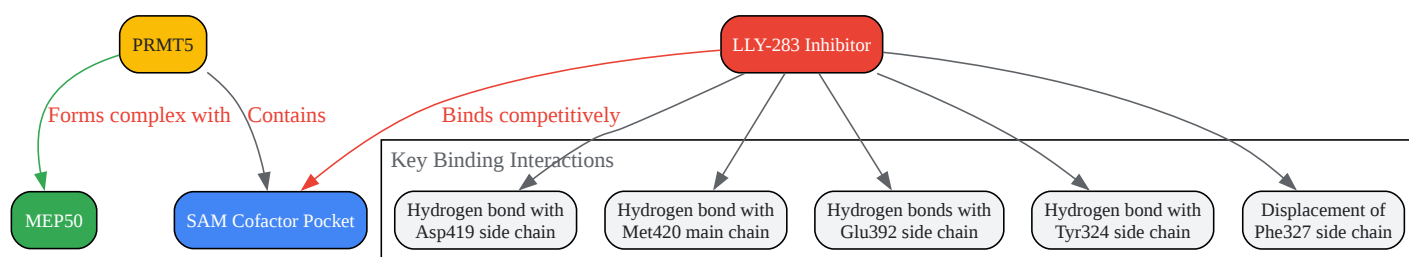 PRMT5
LLY-283 Inhibitor
Forms complex with
Contains
Binds competitively
Key Binding Interactions
MEP50
SAM Cofactor Pocket
Hydrogen bond with
Asp419 side chain
Hydrogen bond with
Met420 main chain
Hydrogen bonds with
Glu392 side chain
Hydrogen bond with
Tyr324 side chain
Displacement of
Phe327 side chain